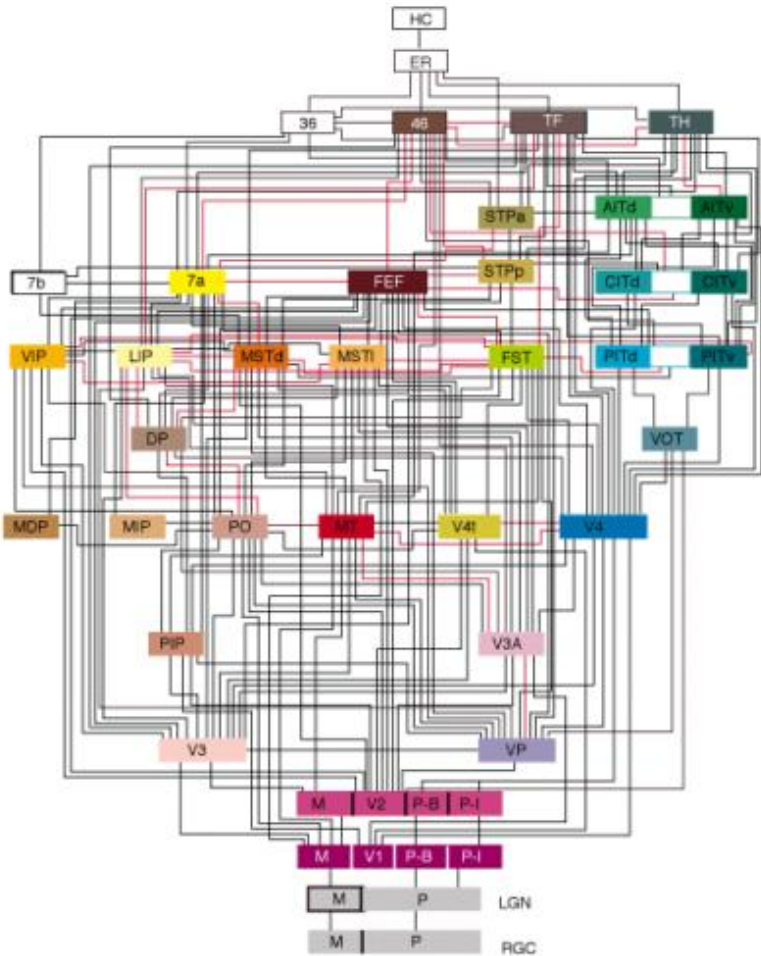 HC
ER
36 46 TF TH
AITd AITv
STPa
STPp
7b 7a FEF CITd CITv
VIP LIP MSTd MSTl FST PITd PITv
DP VOT
MDP MIP PO MT V4t V4
PIP V3A
V3 VP
M V2 P-B P-I
M V1 P-B P-I
M P LGN
M P RGC